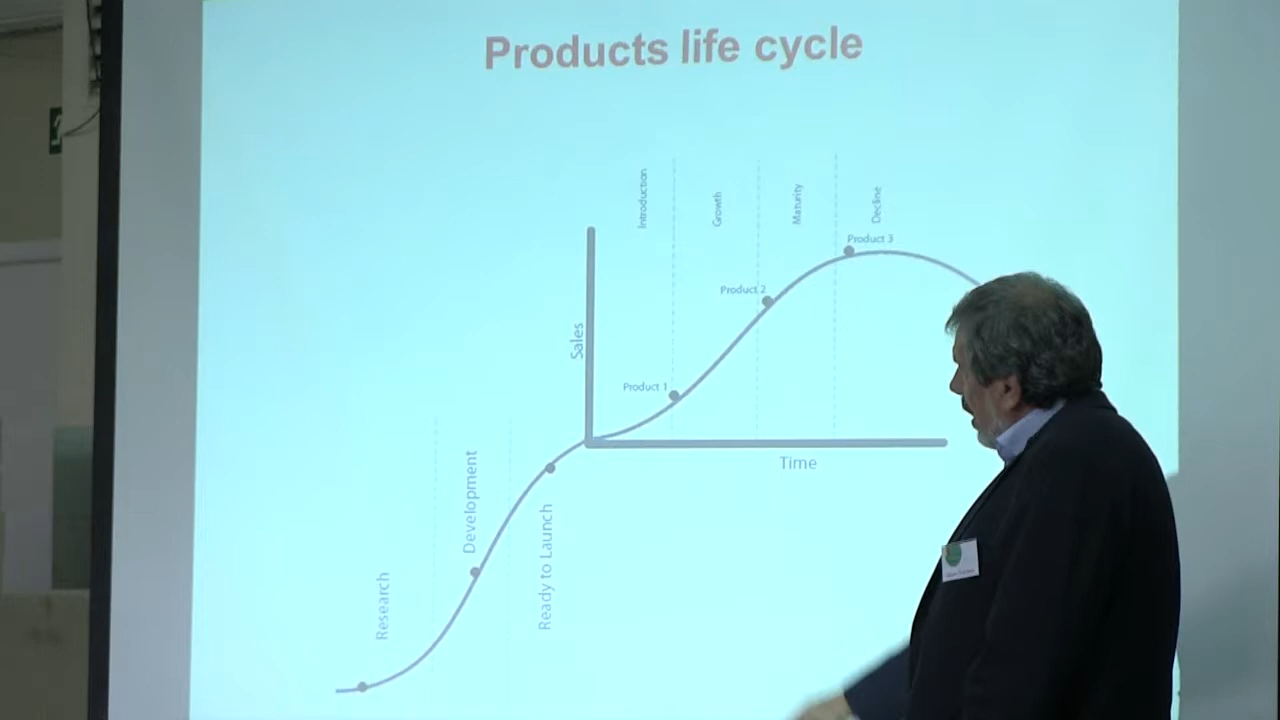 Products life cycle
Introduction
Growth
Maturity
Decline
Product 3
Product 2
Sales
Product 1
Time
Development
Ready to Launch
Research